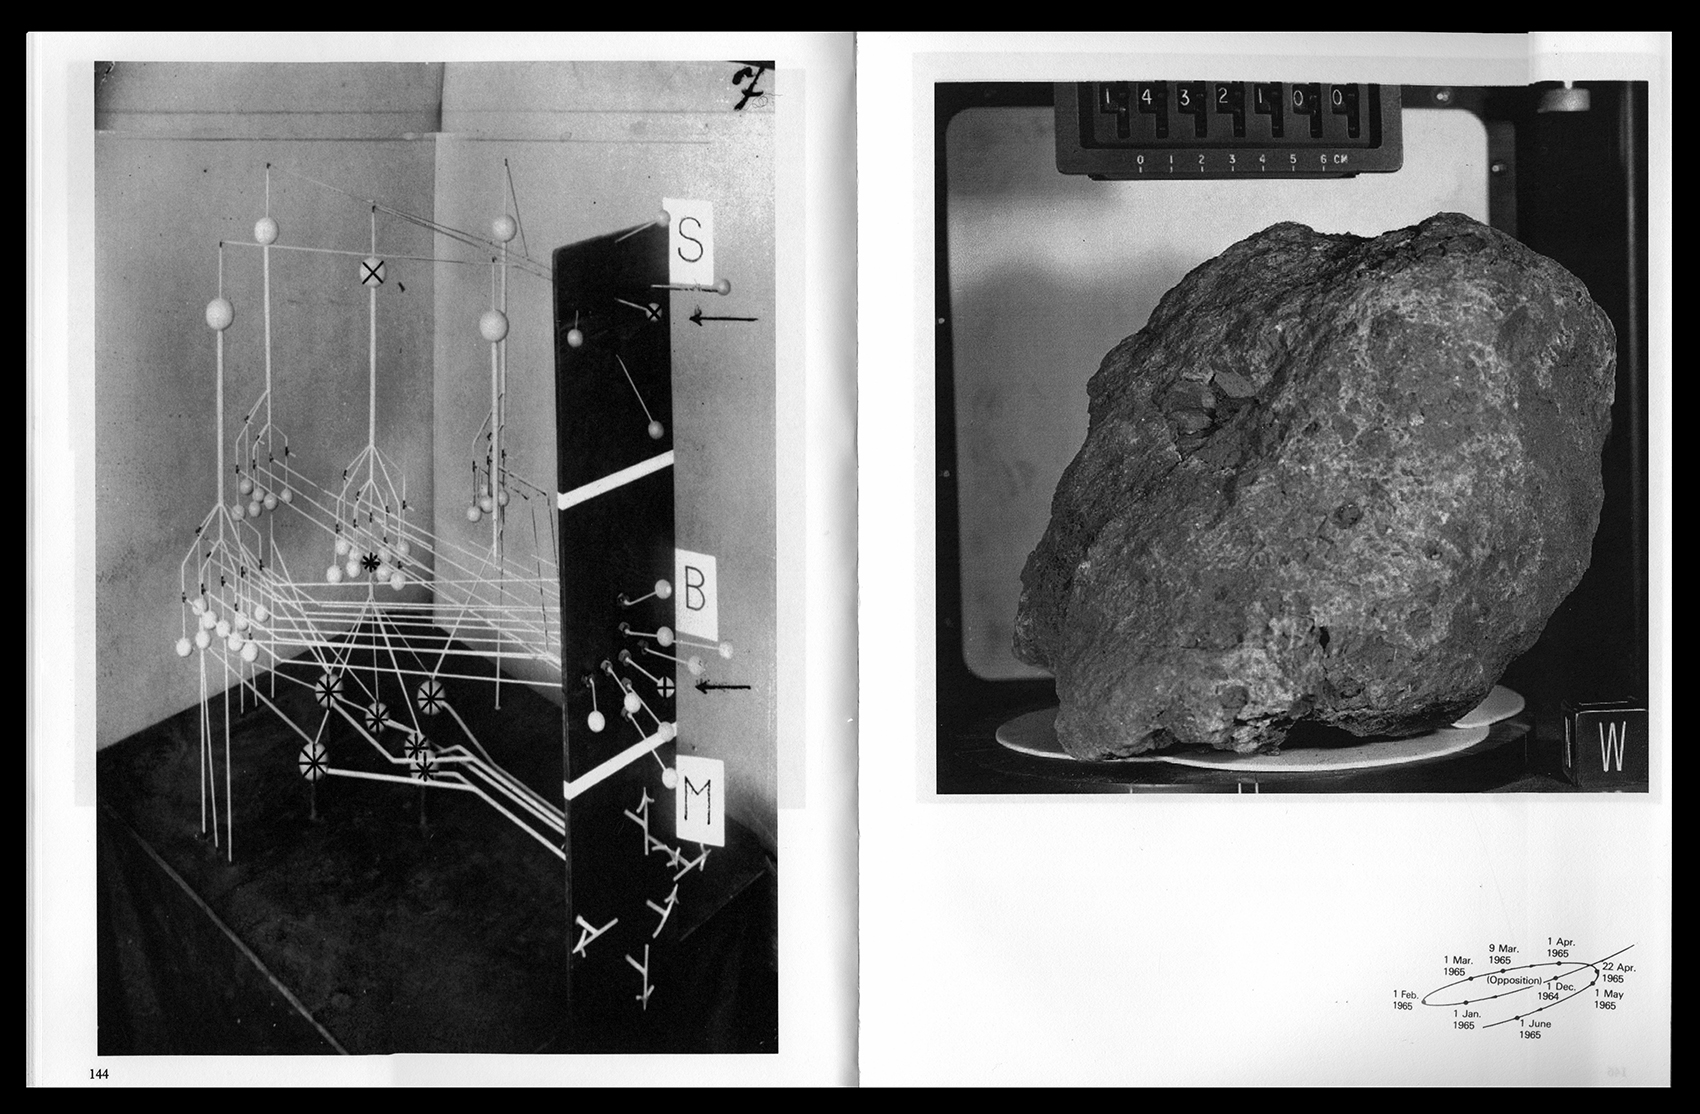 7
S
B
M
144
1 4 3 2 1 0 0
0 1 2 3 4 5 6 CM
W
1 Feb.
1965
1 Mar.
1965
9 Mar.
1965
(Opposition)
1 Apr.
1965
22 Apr.
1965
1 May
1965
1 Dec.
1964
1 Jan.
1965
1 June
1965